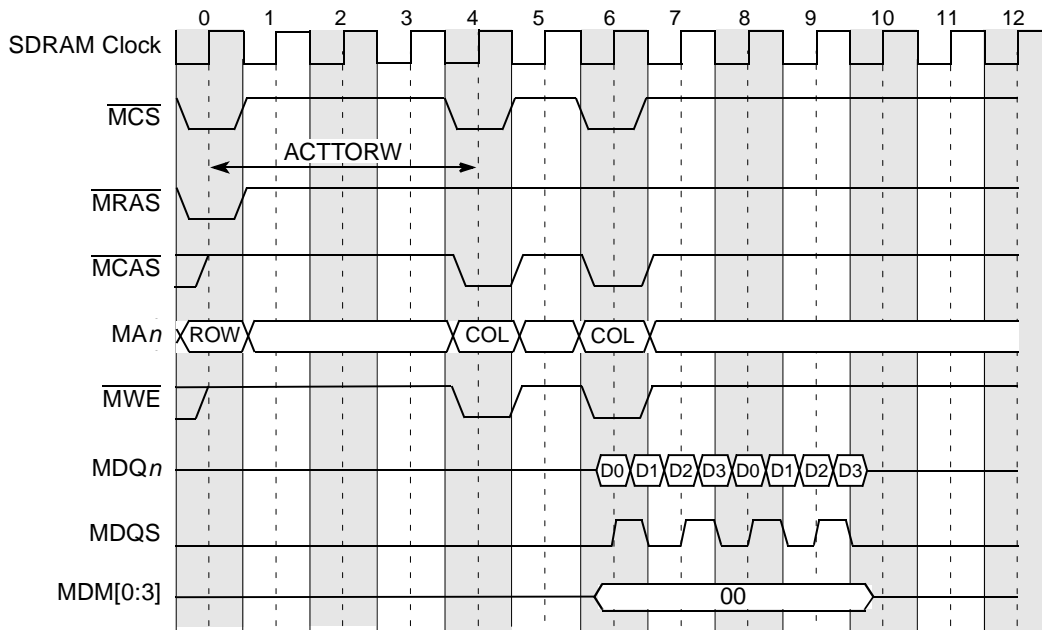 0 1 2 3 4 5 6 7 8 9 10 11 12
SDRAM Clock
MCS
ACTTORW
MRAS
MCAS
MAn ROW COL COL
MWE
MDQn D0 D1 D2 D3 D0 D1 D2 D3
MDQS
MDM[0:3] 00